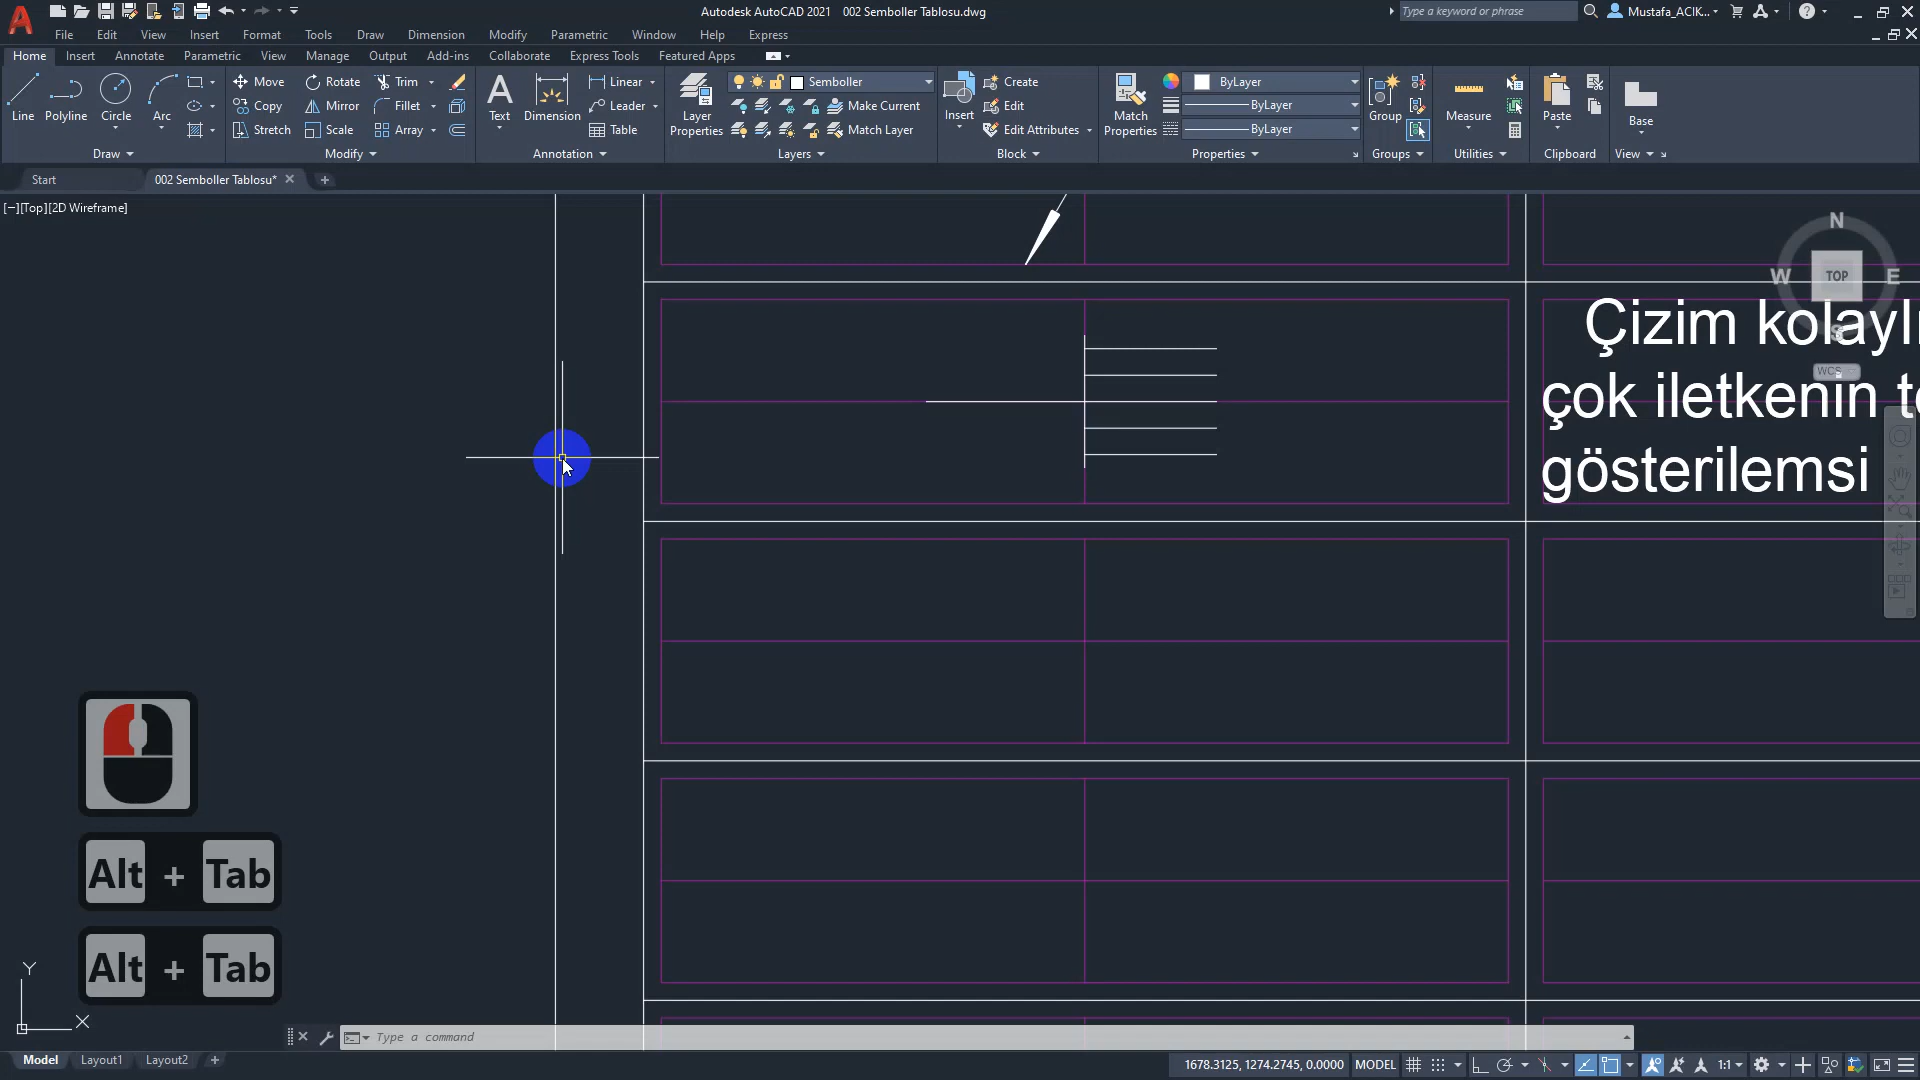 Autodesk AutoCAD 2021 002 Semboller Tablosu.dwg
Type a keyword or phrase
Mustafa_ACIK...
File Edit View Insert Format Tools Draw Dimension Modify Parametric Window Help Express
Home Insert Annotate Parametric View Manage Output Add-ins Collaborate Express Tools Featured Apps
Line Polyline Circle Arc
Draw
Move Rotate Trim
Copy Mirror Fillet
Stretch Scale Array
Modify
Text Dimension
Linear
Leader
Table
Annotation
Layer
Properties
Semboller
Make Current
Match Layer
Layers
Insert
Create
Edit
Edit Attributes
Block
Match
Properties
ByLayer
ByLayer
ByLayer
Properties
Group
Groups
Measure
Utilities
Paste
Clipboard
Base
View
Start 002 Semboller Tablosu*
[−][Top][2D Wireframe]
N
W TOP E
S
WCS
Çizim kolaylı
çok iletkenin t
gösterilemsi
Alt + Tab
Alt + Tab
Y
X
Type a command
Model Layout1 Layout2
1678.3125, 1274.2745, 0.0000 MODEL 1:1